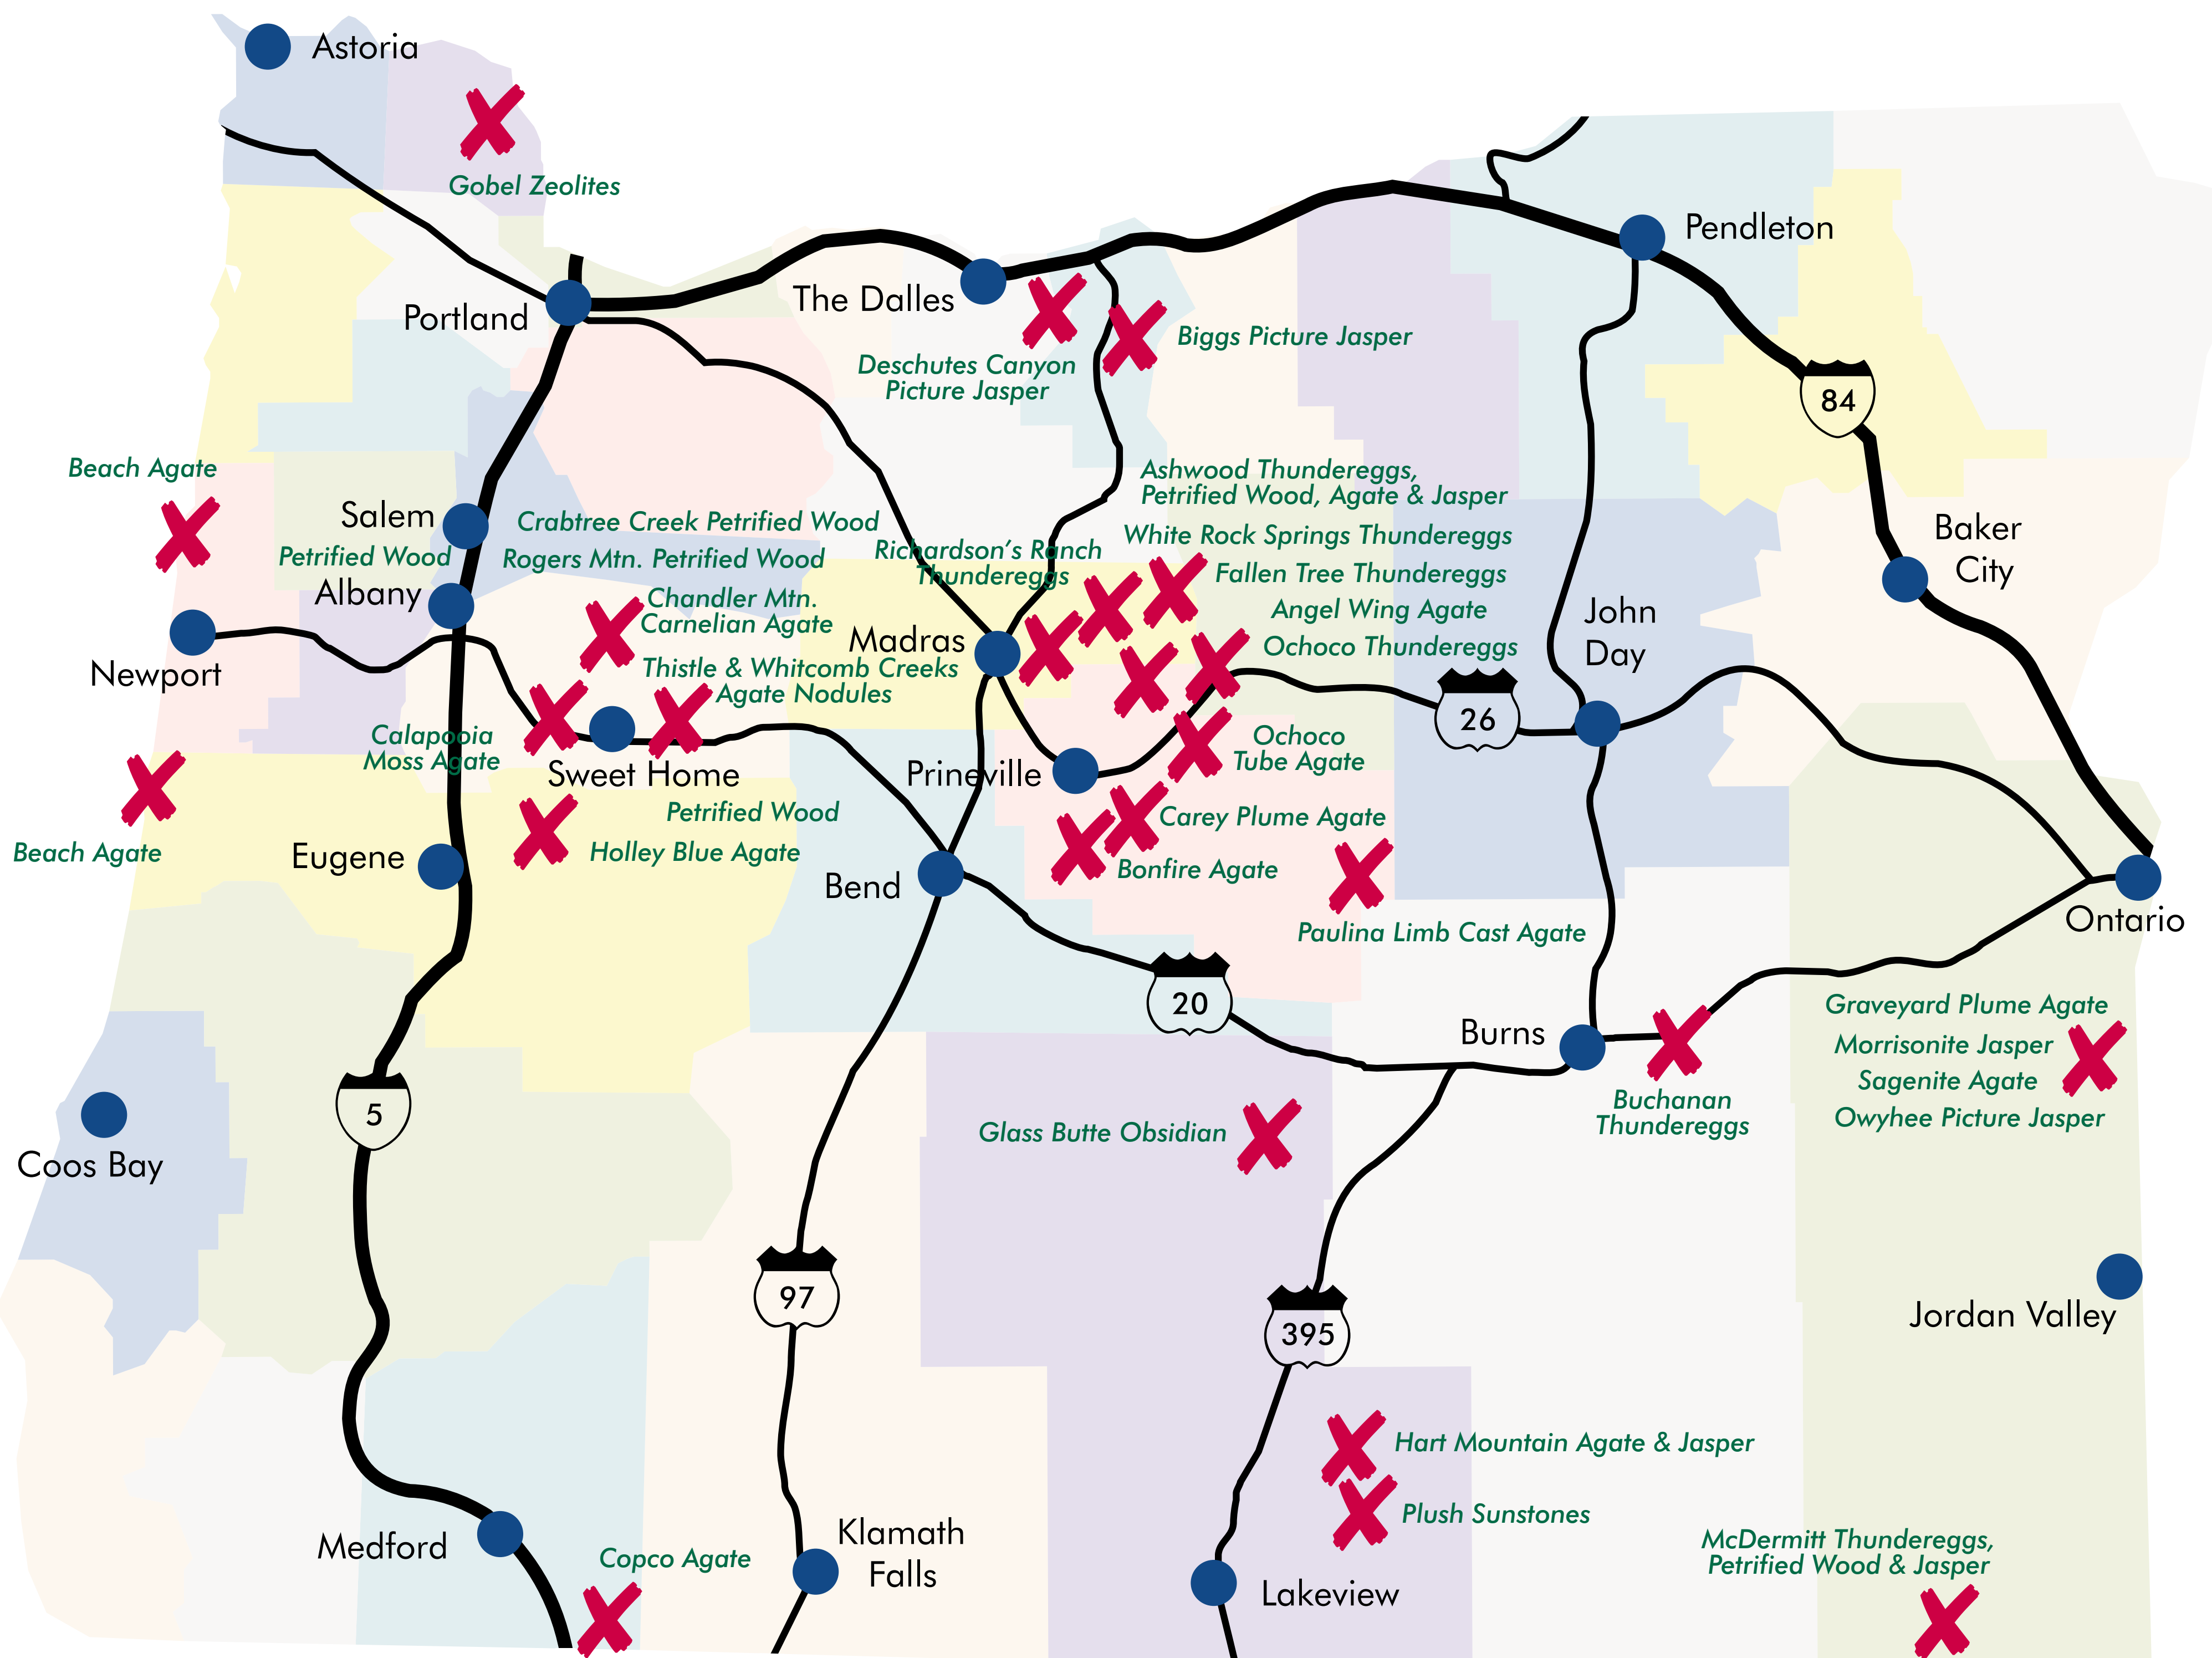 Astoria
Gobel Zeolites
Pendleton
Portland
The Dalles
Biggs Picture Jasper
Deschutes Canyon
Picture Jasper
84
Beach Agate
Ashwood Thundereggs,
Petrified Wood, Agate & Jasper
Salem
Crabtree Creek Petrified Wood
White Rock Springs Thundereggs
Baker
City
Petrified Wood
Rogers Mtn. Petrified Wood
Richardson's Ranch
Thundereggs
Fallen Tree Thundereggs
Albany
Chandler Mtn.
Carnelian Agate
Angel Wing Agate
John
Day
Madras
Ochoco Thundereggs
Newport
Thistle & Whitcomb Creeks
Agate Nodules
26
Calapooia
Moss Agate
Ochoco
Tube Agate
Sweet Home
Prineville
Petrified Wood
Carey Plume Agate
Beach Agate
Eugene
Holley Blue Agate
Bend
Bonfire Agate
Paulina Limb Cast Agate
Ontario
20
Graveyard Plume Agate
Burns
Morrisonite Jasper
Sagenite Agate
Owyhee Picture Jasper
5
Buchanan
Thundereggs
Glass Butte Obsidian
Coos Bay
97
395
Jordan Valley
Hart Mountain Agate & Jasper
Plush Sunstones
Medford
Copco Agate
Klamath
Falls
Lakeview
McDermitt Thundereggs,
Petrified Wood & Jasper